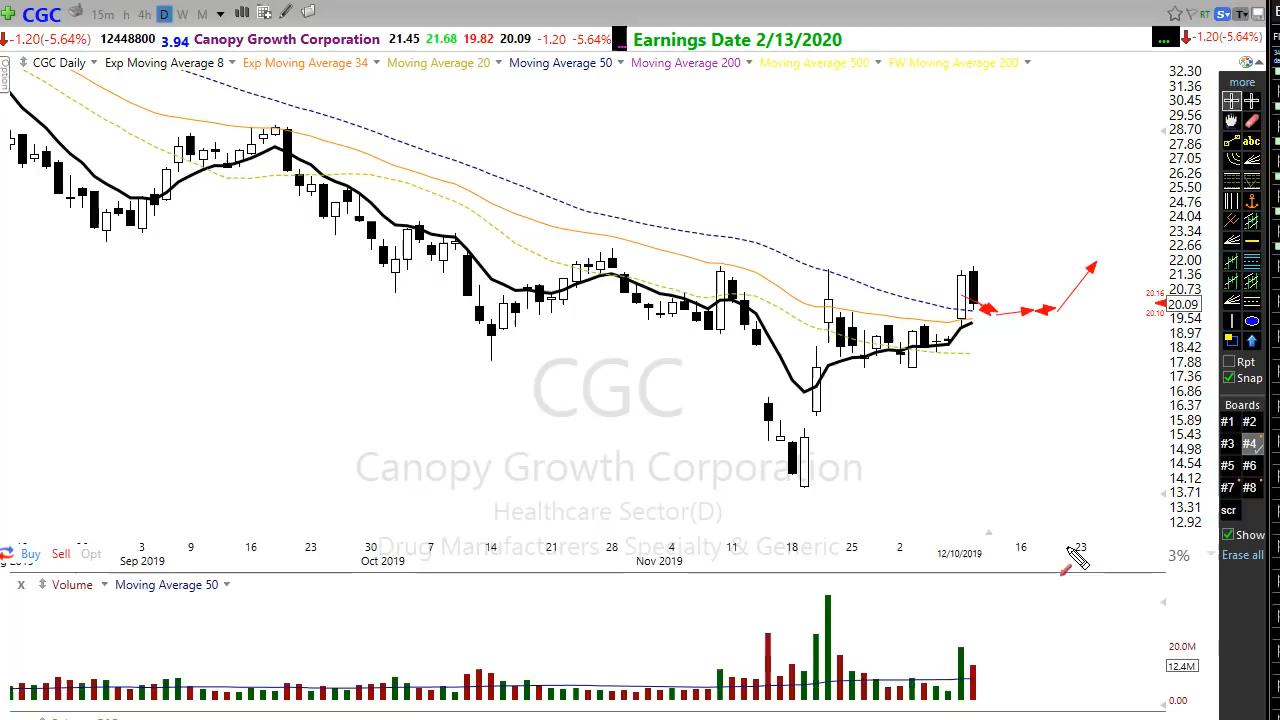 CGC 15m h 4h D W M RT S T
-1.20(-5.64%) 12448800 3.94 Canopy Growth Corporation 21.45 21.68 19.82 20.09 -1.20 -5.64% ... Earnings Date 2/13/2020 ... -1.20(-5.64%)
Option
CGC Daily Exp Moving Average 8 Exp Moving Average 34 Moving Average 20 Moving Average 50 Moving Average 200 Moving Average 500 FW Moving Average 200
32.30
31.36
30.45
29.56
28.70
27.86
27.05
26.26
25.50
24.76
24.04
23.34
22.66
22.00
21.36
20.73
20.16
20.09
20.10
19.54
18.97
18.42
17.88
17.36
16.86
16.37
15.89
15.43
14.98
14.54
14.12
13.71
13.31
12.92
more
abc
Rpt
Snap
Boards
#1 #2
#3 #4
#5 #6
#7 #8
scr
Show
Erase all
CGC
Canopy Growth Corporation
Healthcare Sector(D)
Drug Manufacturers - Specialty & Generic
3 9 16 23 30 7 14 21 28 4 11 18 25 2 12/10/2019 16 23
Sep 2019 Oct 2019 Nov 2019
Buy Sell Opt
3%
x Volume Moving Average 50
20.0M
12.4M
0.00